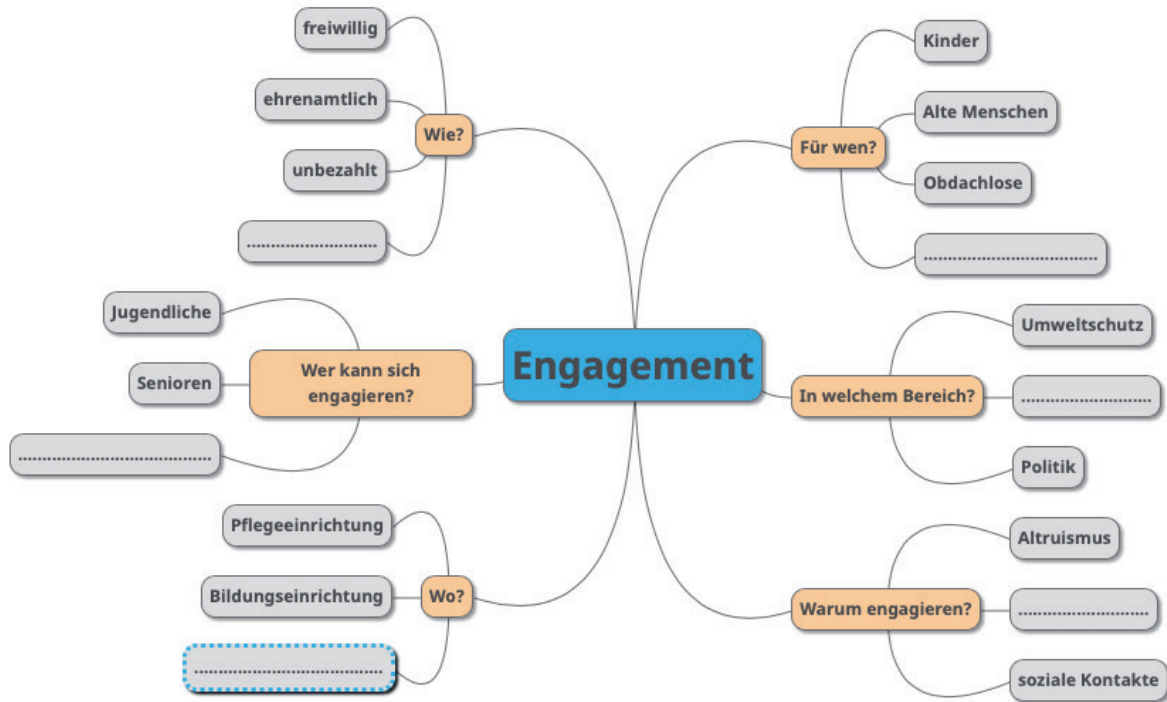 Engagement
Wie?
freiwillig
ehrenamtlich
unbezahlt
...........................
Wer kann sich
engagieren?
Jugendliche
Senioren
........................................
Wo?
Pflegeeinrichtung
Bildungseinrichtung
.......................................
Für wen?
Kinder
Alte Menschen
Obdachlose
....................................
In welchem Bereich?
Umweltschutz
...........................
Politik
Warum engagieren?
Altruismus
...........................
soziale Kontakte